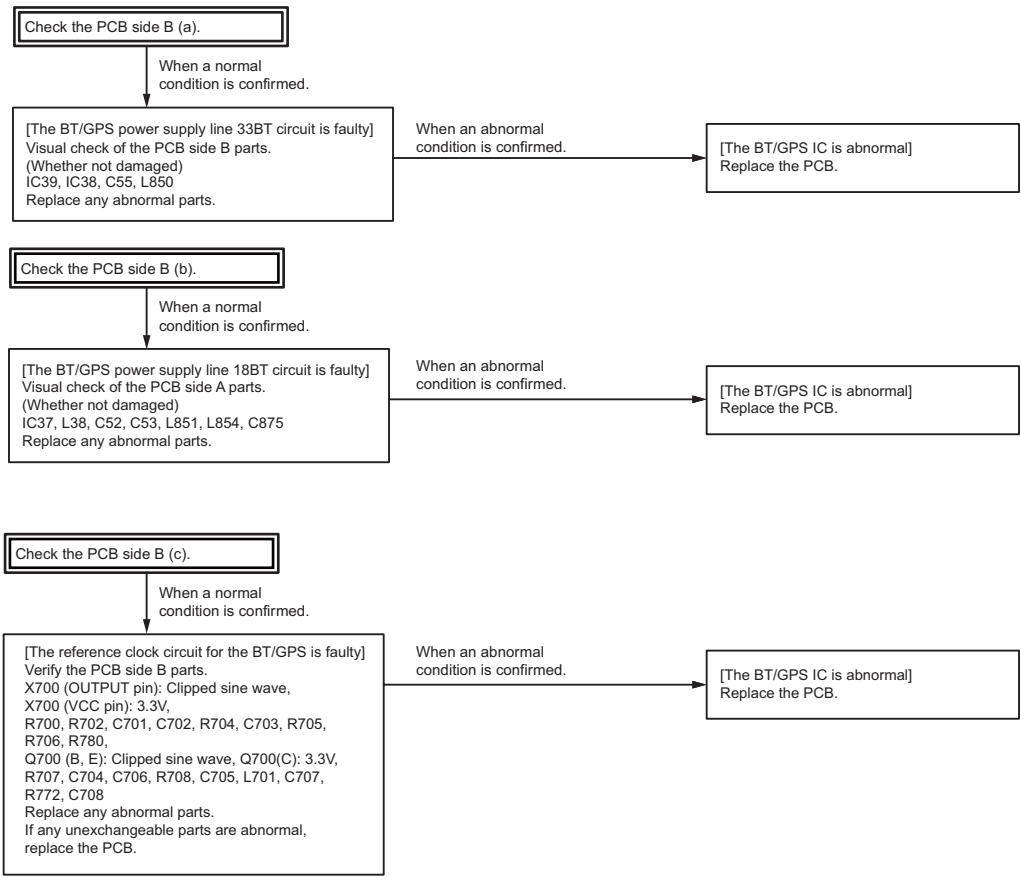 Check the PCB side B (a).
When a normal
condition is confirmed.
[The BT/GPS power supply line 33BT circuit is faulty]
Visual check of the PCB side B parts.
(Whether not damaged)
IC39, IC38, C55, L850
Replace any abnormal parts.
When an abnormal
condition is confirmed.
[The BT/GPS IC is abnormal]
Replace the PCB.
Check the PCB side B (b).
When a normal
condition is confirmed.
[The BT/GPS power supply line 18BT circuit is faulty]
Visual check of the PCB side A parts.
(Whether not damaged)
IC37, L38, C52, C53, L851, L854, C875
Replace any abnormal parts.
When an abnormal
condition is confirmed.
[The BT/GPS IC is abnormal]
Replace the PCB.
Check the PCB side B (c).
When a normal
condition is confirmed.
[The reference clock circuit for the BT/GPS is faulty]
Verify the PCB side B parts.
X700 (OUTPUT pin): Clipped sine wave,
X700 (VCC pin): 3.3V,
R700, R702, C701, C702, R704, C703, R705,
R706, R780,
Q700 (B, E): Clipped sine wave, Q700(C): 3.3V,
R707, C704, C706, R708, C705, L701, C707,
R772, C708
Replace any abnormal parts.
If any unexchangeable parts are abnormal,
replace the PCB.
When an abnormal
condition is confirmed.
[The BT/GPS IC is abnormal]
Replace the PCB.